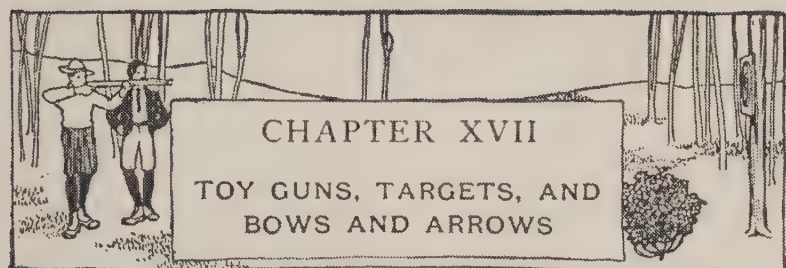 CHAPTER XVII
TOY GUNS, TARGETS, AND
BOWS AND ARROWS